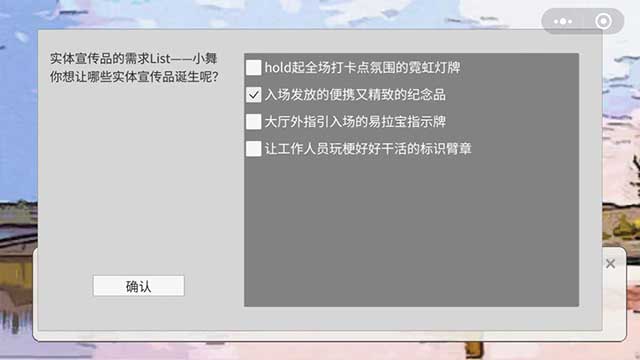 实体宣传品的需求List——小舞
你想让哪些实体宣传品诞生呢？
hold起全场打卡点氛围的霓虹灯牌
入场发放的便携又精致的纪念品
大厅外指引入场的易拉宝指示牌
让工作人员玩梗好好干活的标识臂章
确认